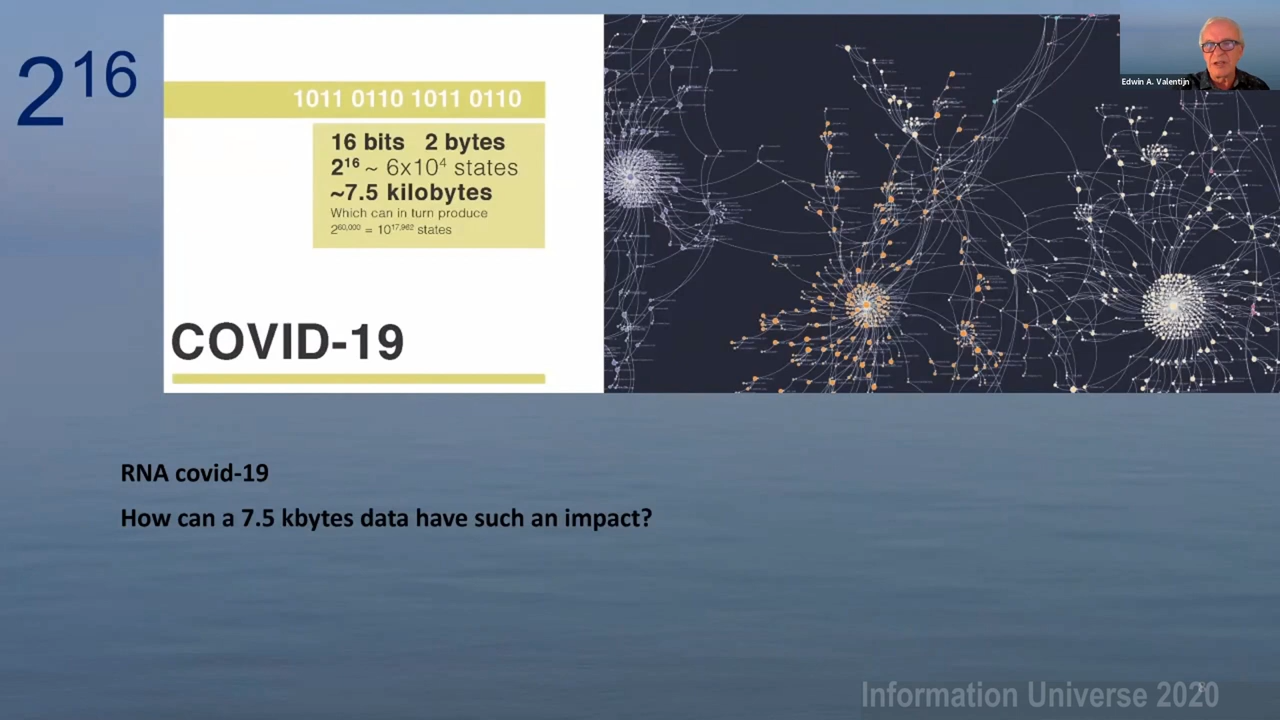 2¹⁶
1011 0110 1011 0110
16 bits 2 bytes
2¹⁶ ~ 6x10⁴ states
~7.5 kilobytes
Which can in turn produce
2⁶⁰,⁰⁰⁰ = 10¹⁷,⁹⁶² states
COVID-19
Edwin A. Valentijn
RNA covid-19
How can a 7.5 kbytes data have such an impact?
Information Universe 2020